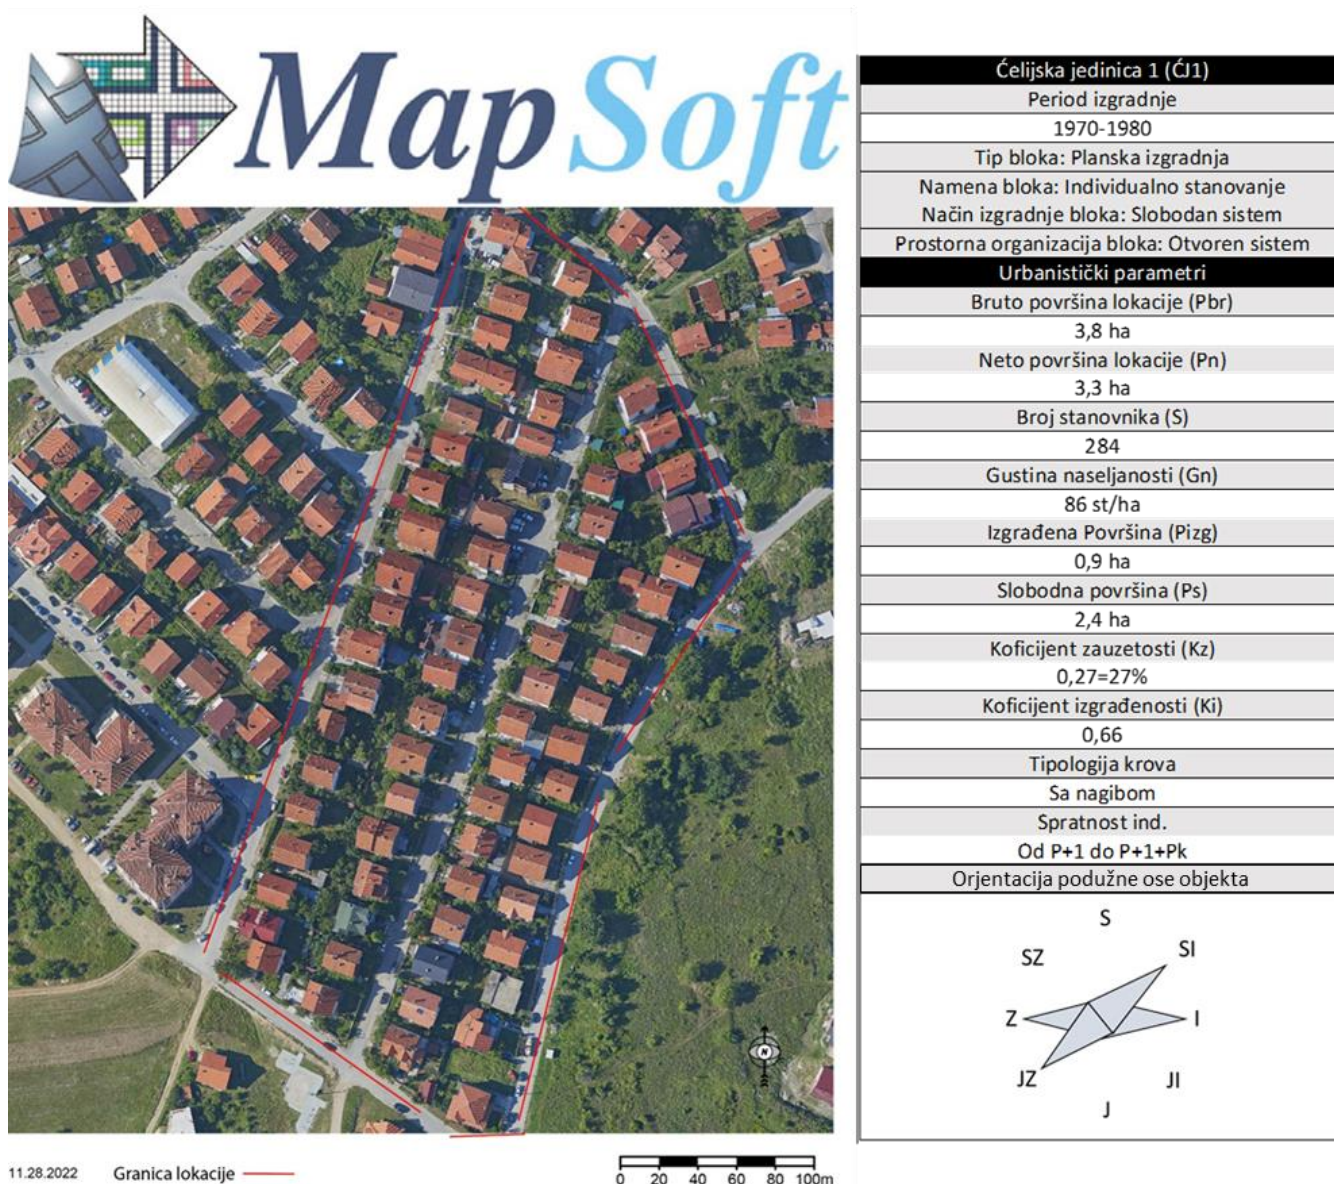 MapSoft
Ćelijska jedinica 1 (ĆJ1)
Period izgradnje
1970-1980
Tip bloka: Planska izgradnja
Namena bloka: Individualno stanovanje
Način izgradnje bloka: Slobodan sistem
Prostorna organizacija bloka: Otvoren sistem
Urbanistički parametri
Bruto površina lokacije (Pbr)
3,8 ha
Neto površina lokacije (Pn)
3,3 ha
Broj stanovnika (S)
284
Gustina naseljanosti (Gn)
86 st/ha
Izgrađena Površina (Pizg)
0,9 ha
Slobodna površina (Ps)
2,4 ha
Koficijent zauzetosti (Kz)
0,27=27%
Koficijent izgrađenosti (Ki)
0,66
Tipologija krova
Sa nagibom
Spratnost ind.
Od P+1 do P+1+Pk
Orjentacija podužne ose objekta
S
SZ SI
Z I
JZ JI
J
N
11.28.2022 Granica lokacije
0 20 40 60 80 100m